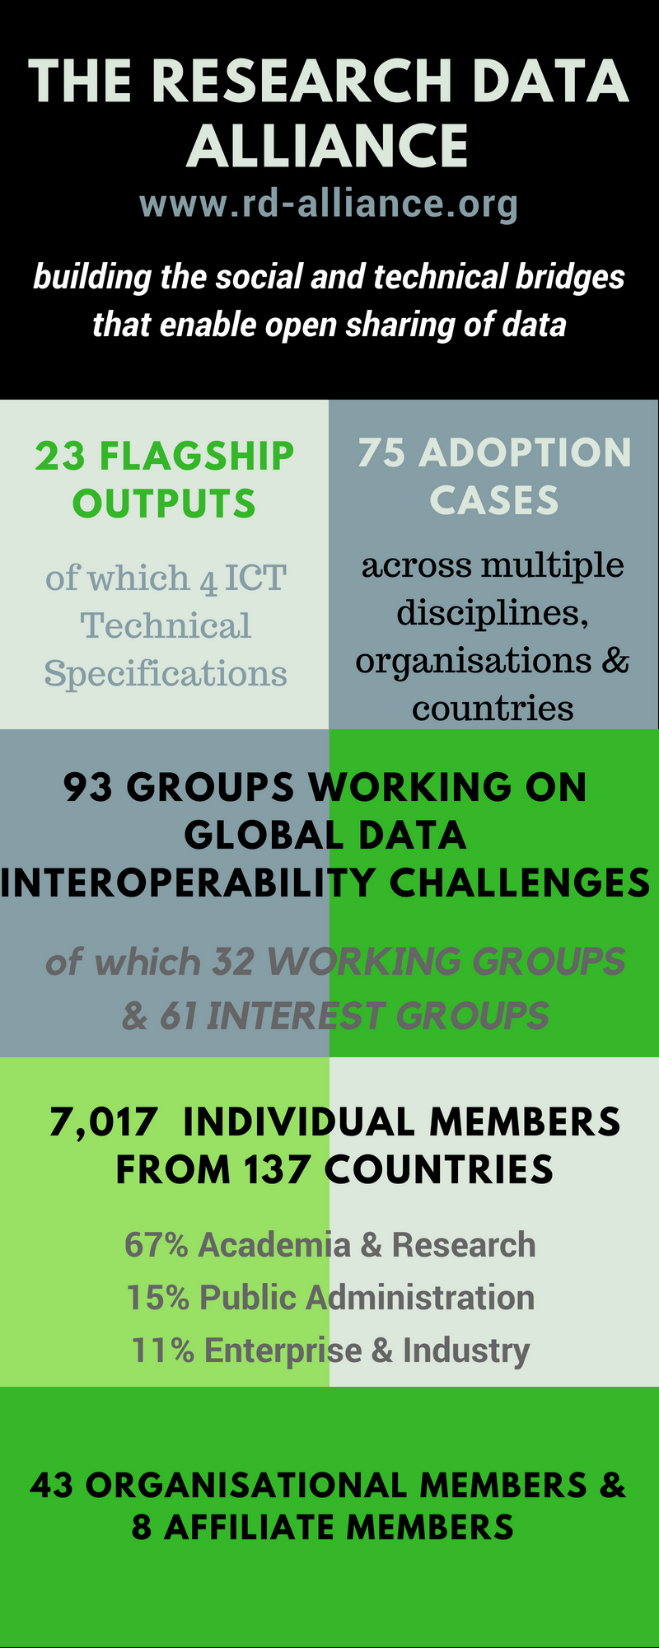 THE RESEARCH DATA
ALLIANCE
www.rd-alliance.org
building the social and technical bridges
that enable open sharing of data
23 FLAGSHIP
OUTPUTS
of which 4 ICT
Technical
Specifications
75 ADOPTION
CASES
across multiple
disciplines,
organisations &
countries
93 GROUPS WORKING ON
GLOBAL DATA
INTEROPERABILITY CHALLENGES
of which 32 WORKING GROUPS
& 61 INTEREST GROUPS
7,017 INDIVIDUAL MEMBERS
FROM 137 COUNTRIES
67% Academia & Research
15% Public Administration
11% Enterprise & Industry
43 ORGANISATIONAL MEMBERS &
8 AFFILIATE MEMBERS